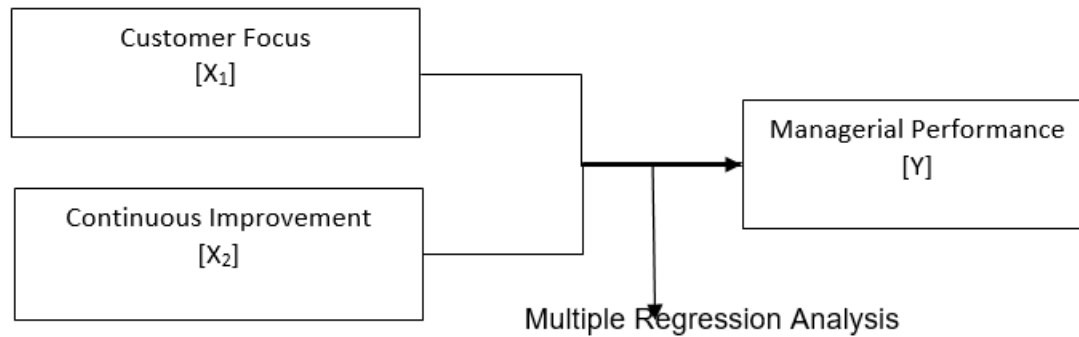 Customer Focus
[X₁]
Managerial Performance
[Y]
Continuous Improvement
[X₂]
Multiple Regression Analysis